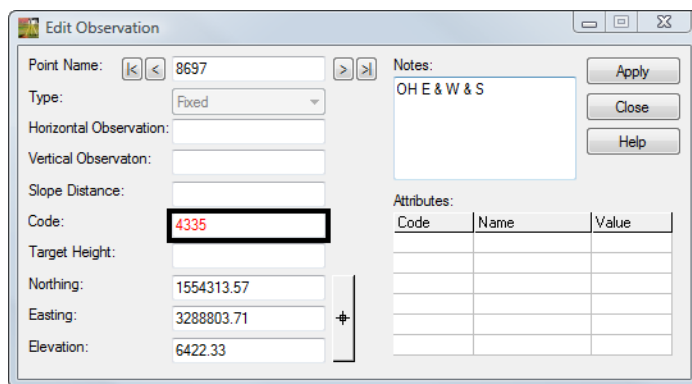 Edit Observation
Point Name: |< < 8697 > >|
Type: Fixed
Horizontal Observation:
Vertical Observaton:
Slope Distance:
Code: 4335
Target Height:
Northing: 1554313.57
Easting: 3288803.71
Elevation: 6422.33
Notes:
OH E & W & S
Apply
Close
Help
Attributes:
Code Name Value